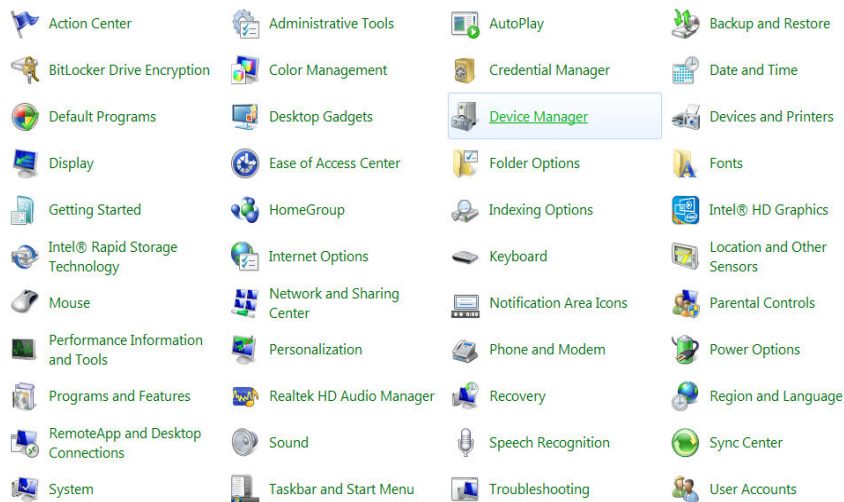 Action Center
Administrative Tools
AutoPlay
Backup and Restore
BitLocker Drive Encryption
Color Management
Credential Manager
Date and Time
Default Programs
Desktop Gadgets
Device Manager
Devices and Printers
Display
Ease of Access Center
Folder Options
Fonts
Getting Started
HomeGroup
Indexing Options
Intel® HD Graphics
Intel® Rapid Storage
Technology
Internet Options
Keyboard
Location and Other
Sensors
Mouse
Network and Sharing
Center
Notification Area Icons
Parental Controls
Performance Information
and Tools
Personalization
Phone and Modem
Power Options
Programs and Features
Realtek HD Audio Manager
Recovery
Region and Language
RemoteApp and Desktop
Connections
Sound
Speech Recognition
Sync Center
System
Taskbar and Start Menu
Troubleshooting
User Accounts